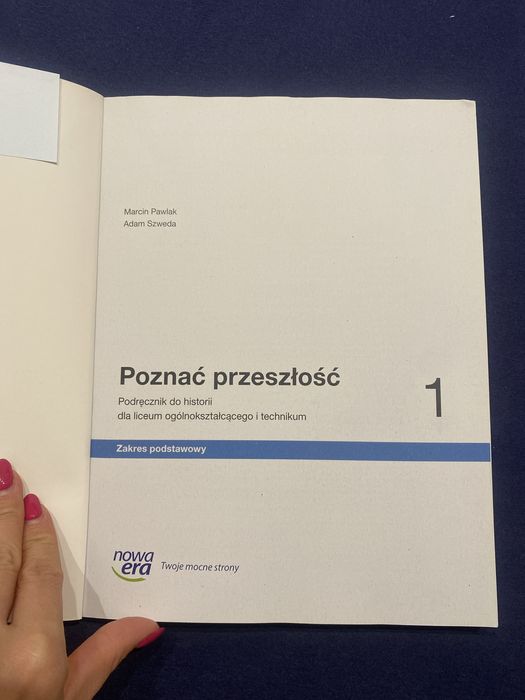 Marcin Pawlak
Adam Szweda
Poznać przeszłość
1
Podręcznik do historii
dla liceum ogólnokształcącego i technikum
Zakres podstawowy
nowa
era
Twoje mocne strony